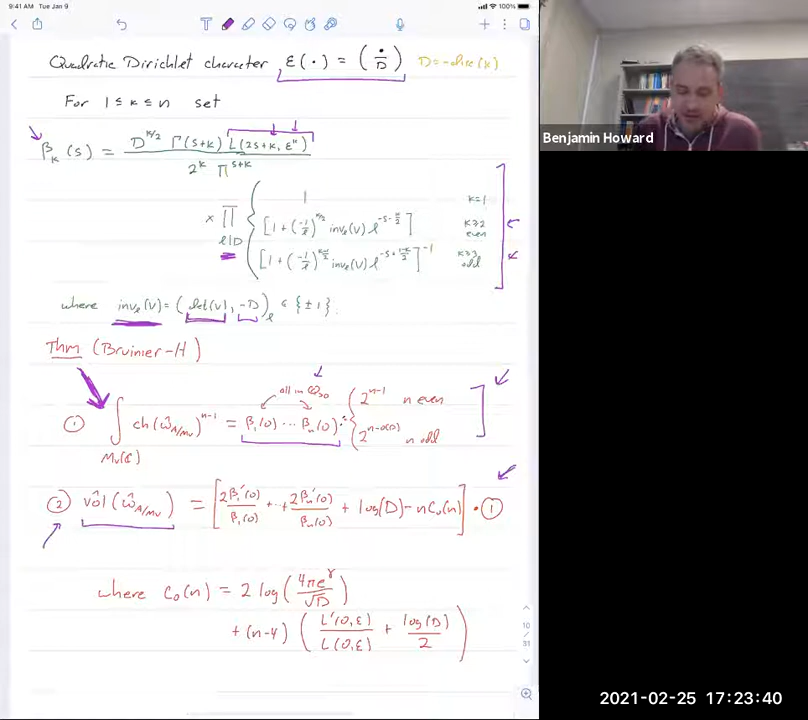 9:41 AM Tue Jan 9
100%
Quadratic Dirichlet character ε(·) = (·/D) D=-disc(k)
For 1 ≤ k ≤ n set
β_k(s) = D^{k/2} Γ(s+k) L(2s+k, ε^k) / 2^k π^{s+k}
× ∏_{ℓ|D} { 1 k=1
[1 + (-1/ℓ)^{k/2} inv_ℓ(V) ℓ^{-s-k/2}] k≥2 even
[1 + (-1/ℓ)^{(k-1)/2} inv_ℓ(V) ℓ^{-s+(1-k)/2}]^{-1} k≥3 odd
where inv_ℓ(V) = (det(V), -D)_ℓ ∈ {±1}.
Thm (Bruinier-H)
all in ℚ_{>0}
① ∫_{M_V(ℂ)} ch(ω̂_{A/M_V})^{n-1} = β_1(0) ··· β_n(0) · { 2^{n-1} n even
2^{n-o(D)} n odd
② vol̂(ω̂_{A/M_V}) = [2β_1'(0)/β_1(0) + ··· + 2β_n'(0)/β_n(0) + log(D) - nC_0(n)] · ①
where C_0(n) = 2 log(4πe^γ/√D)
+ (n-4) (L'(0,ε)/L(0,ε) + log(D)/2)
10
/
31
Benjamin Howard
2021-02-25 17:23:40